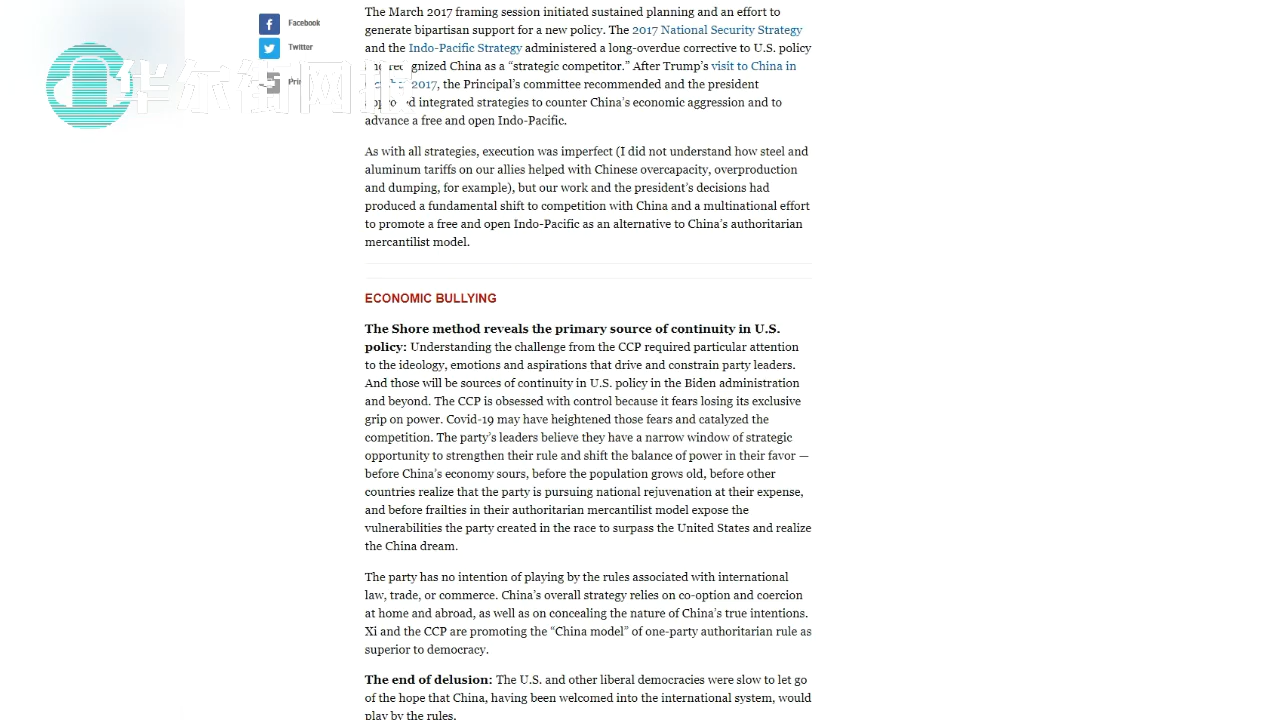 Facebook
Twitter
华尔街网报
The March 2017 framing session initiated sustained planning and an effort to
generate bipartisan support for a new policy. The 2017 National Security Strategy
and the Indo-Pacific Strategy administered a long-overdue corrective to U.S. policy
recognized China as a “strategic competitor.” After Trump’s visit to China in
2017, the Principal’s committee recommended and the president
integrated strategies to counter China’s economic aggression and to
advance a free and open Indo-Pacific.
As with all strategies, execution was imperfect (I did not understand how steel and
aluminum tariffs on our allies helped with Chinese overcapacity, overproduction
and dumping, for example), but our work and the president’s decisions had
produced a fundamental shift to competition with China and a multinational effort
to promote a free and open Indo-Pacific as an alternative to China’s authoritarian
mercantilist model.
ECONOMIC BULLYING
The Shore method reveals the primary source of continuity in U.S.
policy: Understanding the challenge from the CCP required particular attention
to the ideology, emotions and aspirations that drive and constrain party leaders.
And those will be sources of continuity in U.S. policy in the Biden administration
and beyond. The CCP is obsessed with control because it fears losing its exclusive
grip on power. Covid-19 may have heightened those fears and catalyzed the
competition. The party’s leaders believe they have a narrow window of strategic
opportunity to strengthen their rule and shift the balance of power in their favor —
before China’s economy sours, before the population grows old, before other
countries realize that the party is pursuing national rejuvenation at their expense,
and before frailties in their authoritarian mercantilist model expose the
vulnerabilities the party created in the race to surpass the United States and realize
the China dream.
The party has no intention of playing by the rules associated with international
law, trade, or commerce. China’s overall strategy relies on co-option and coercion
at home and abroad, as well as on concealing the nature of China’s true intentions.
Xi and the CCP are promoting the “China model” of one-party authoritarian rule as
superior to democracy.
The end of delusion: The U.S. and other liberal democracies were slow to let go
of the hope that China, having been welcomed into the international system, would
play by the rules.